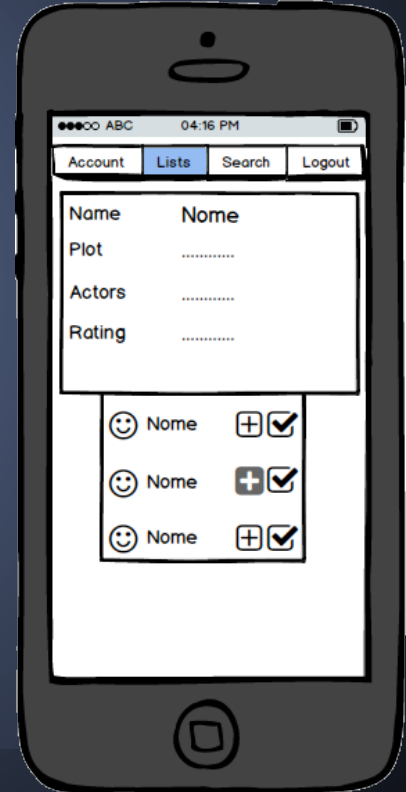 ABC 04:16 PM
Account Lists Search Logout
Name Nome
Plot ............
Actors ............
Rating ............
Nome
Nome
Nome